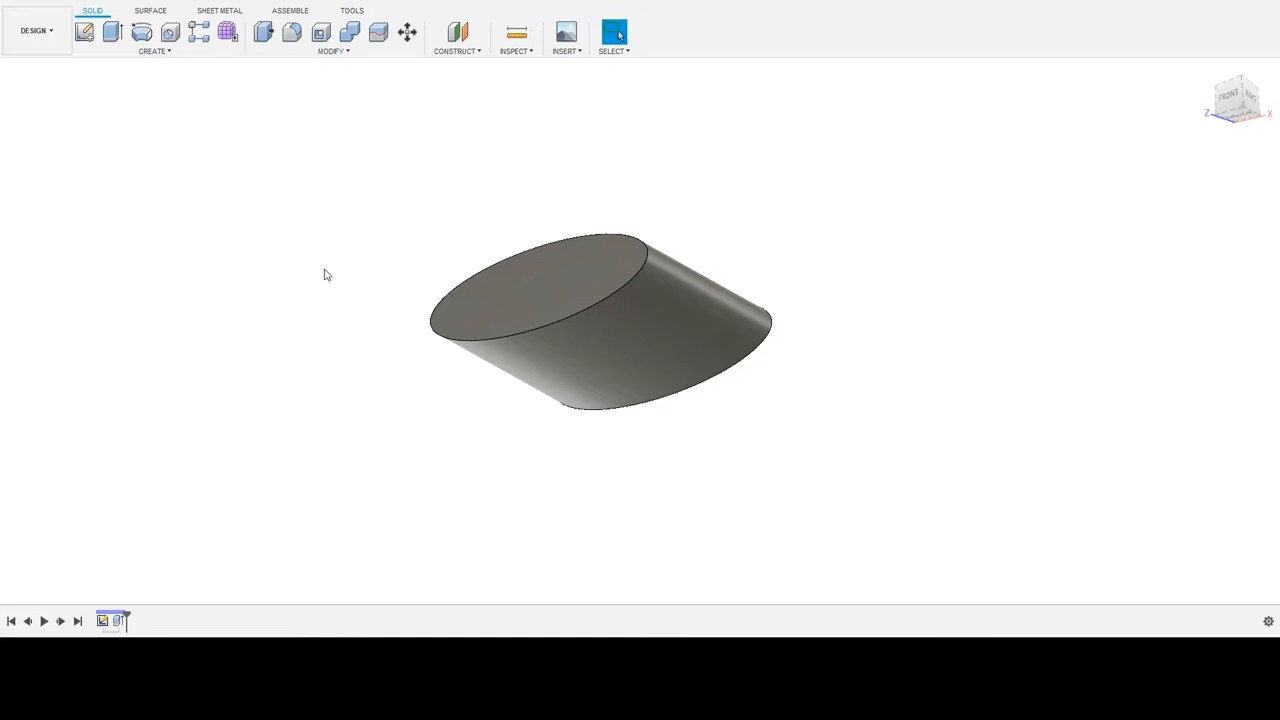 SOLID SURFACE SHEET METAL ASSEMBLE TOOLS
DESIGN
CREATE MODIFY CONSTRUCT INSPECT INSERT SELECT
FRONT
Z X